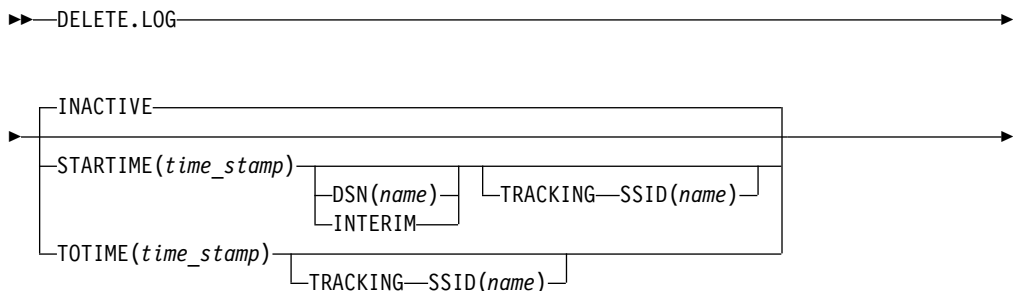 DELETE.LOG
INACTIVE
STARTIME(time_stamp)
DSN(name)
INTERIM
TRACKING SSID(name)
TOTIME(time_stamp)
TRACKING SSID(name)